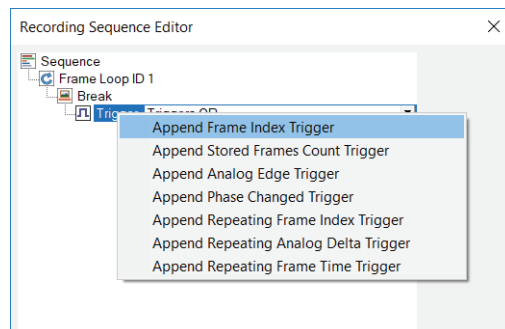 Recording Sequence Editor
Sequence
Frame Loop ID 1
Break
Trigger Triggers OR
Append Frame Index Trigger
Append Stored Frames Count Trigger
Append Analog Edge Trigger
Append Phase Changed Trigger
Append Repeating Frame Index Trigger
Append Repeating Analog Delta Trigger
Append Repeating Frame Time Trigger